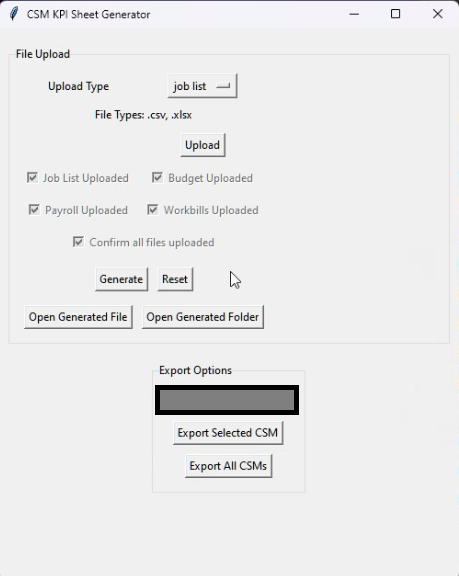 CSM KPI Sheet Generator
File Upload
Upload Type job list
File Types: .csv, .xlsx
Upload
Job List Uploaded Budget Uploaded
Payroll Uploaded Workbills Uploaded
Confirm all files uploaded
Generate Reset
Open Generated File Open Generated Folder
Export Options
Export Selected CSM
Export All CSMs